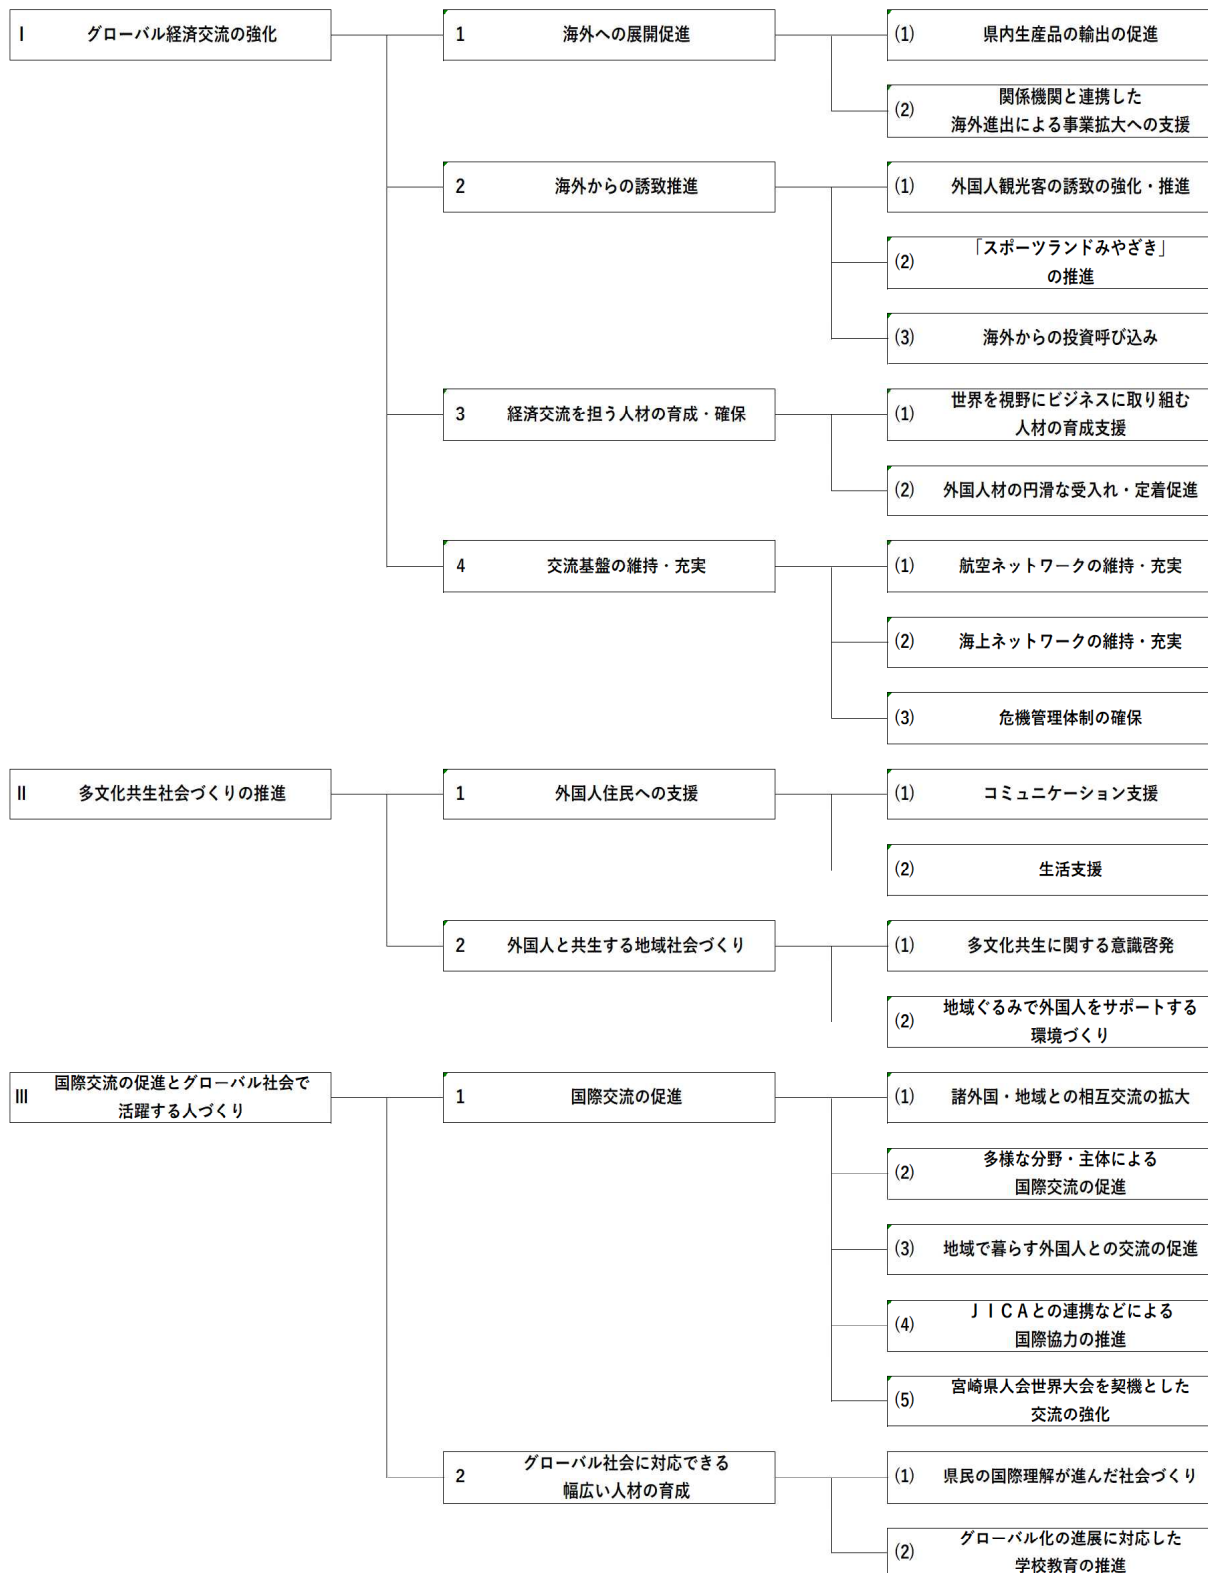 Ⅰ グローバル経済交流の強化
1 海外への展開促進
(1) 県内生産品の輸出の促進
(2) 関係機関と連携した
海外進出による事業拡大への支援
2 海外からの誘致推進
(1) 外国人観光客の誘致の強化・推進
(2) 「スポーツランドみやざき」
の推進
(3) 海外からの投資呼び込み
3 経済交流を担う人材の育成・確保
(1) 世界を視野にビジネスに取り組む
人材の育成支援
(2) 外国人材の円滑な受入れ・定着促進
4 交流基盤の維持・充実
(1) 航空ネットワークの維持・充実
(2) 海上ネットワークの維持・充実
(3) 危機管理体制の確保
Ⅱ 多文化共生社会づくりの推進
1 外国人住民への支援
(1) コミュニケーション支援
(2) 生活支援
2 外国人と共生する地域社会づくり
(1) 多文化共生に関する意識啓発
(2) 地域ぐるみで外国人をサポートする
環境づくり
Ⅲ 国際交流の促進とグローバル社会で
活躍する人づくり
1 国際交流の促進
(1) 諸外国・地域との相互交流の拡大
(2) 多様な分野・主体による
国際交流の促進
(3) 地域で暮らす外国人との交流の促進
(4) ＪＩＣＡとの連携などによる
国際協力の推進
(5) 宮崎県人会世界大会を契機とした
交流の強化
2 グローバル社会に対応できる
幅広い人材の育成
(1) 県民の国際理解が進んだ社会づくり
(2) グローバル化の進展に対応した
学校教育の推進